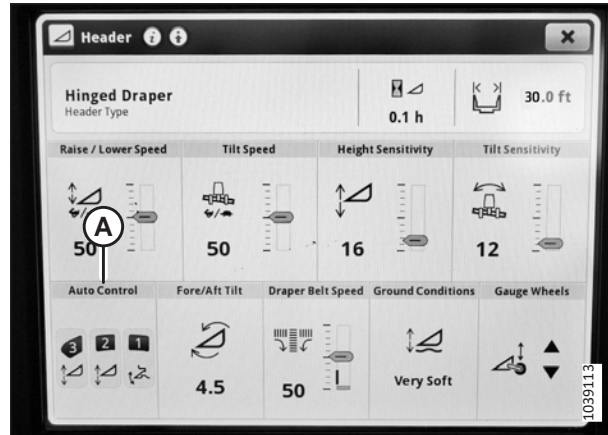 Header
Hinged Draper
Header Type
0.1 h
30.0 ft
Raise / Lower Speed
Tilt Speed
Height Sensitivity
Tilt Sensitivity
50
50
16
12
A
Auto Control
Fore/Aft Tilt
Draper Belt Speed
Ground Conditions
Gauge Wheels
3 2 1
4.5
50
Very Soft
1039113